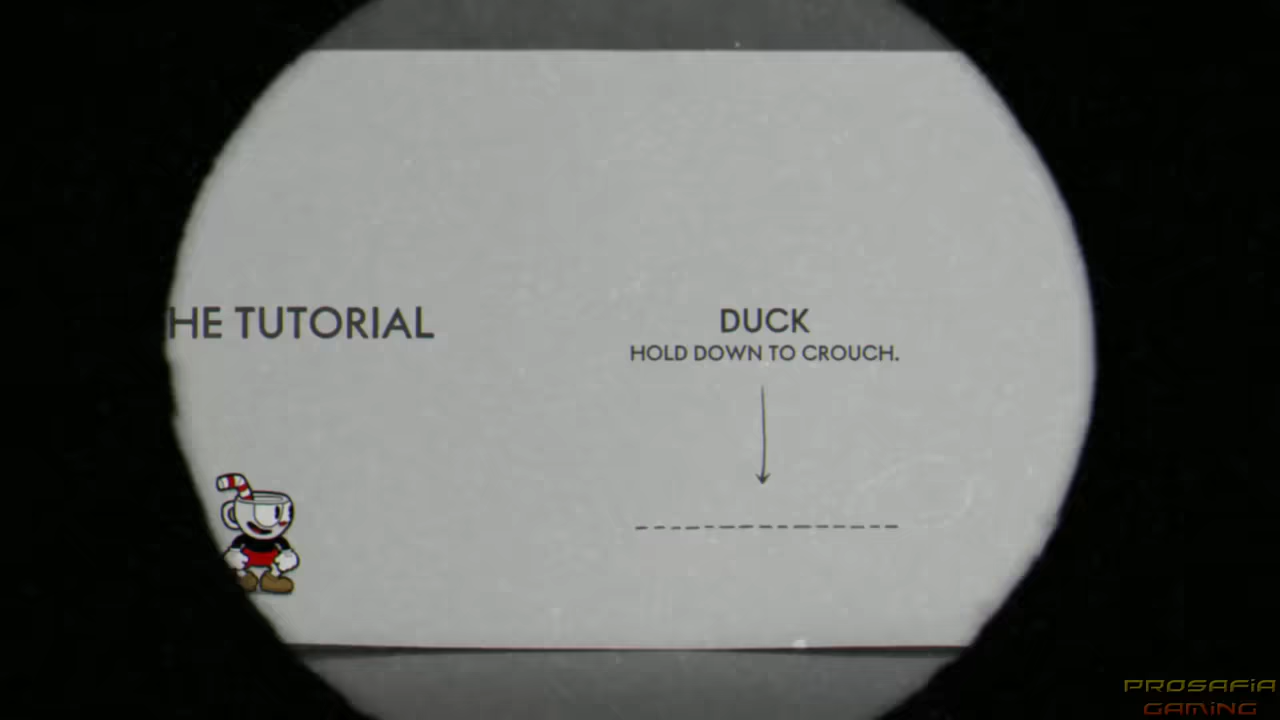 HE TUTORIAL
DUCK
HOLD DOWN TO CROUCH.
PROSAFiA
GAMiNG